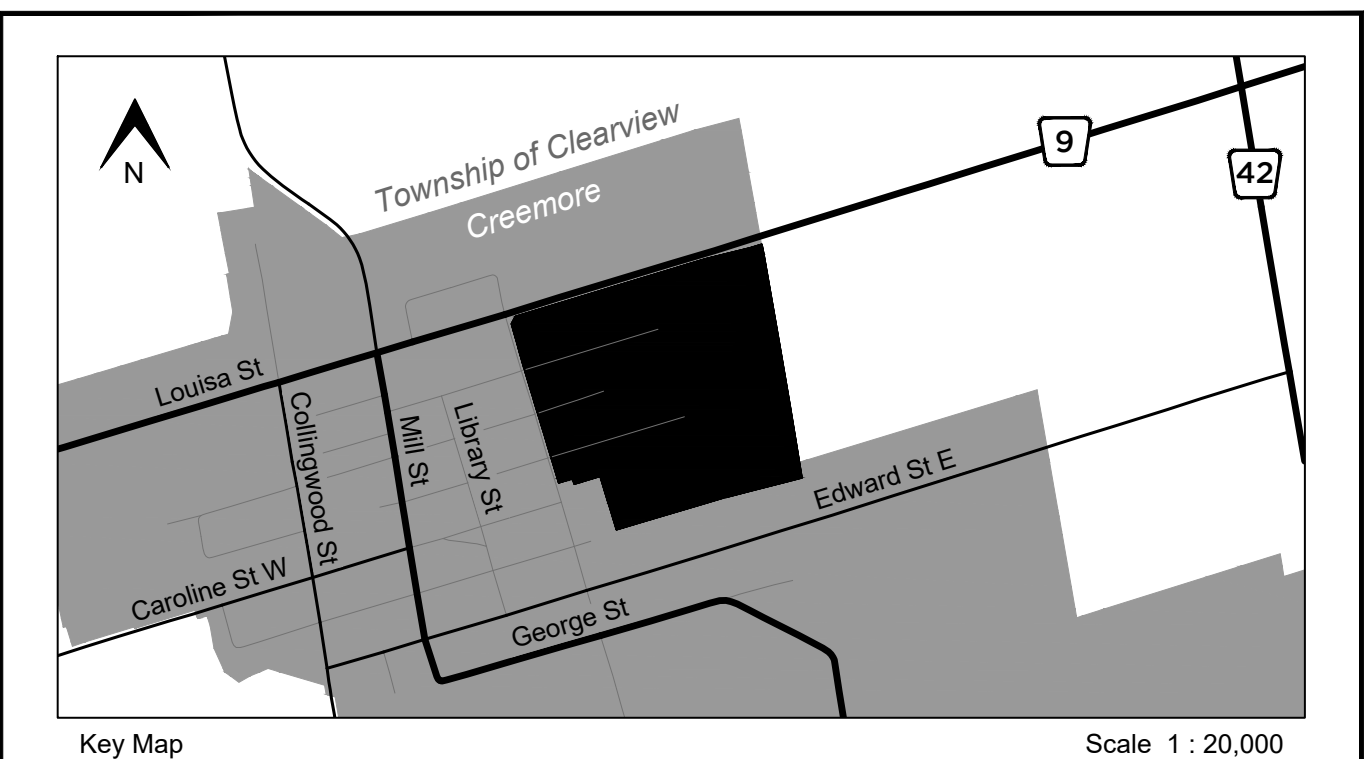 Township of Clearview
Creemore
9
42
N
Louisa St
Collingwood St
Mill St
Library St
Edward St E
Caroline St W
George St
Key Map
Scale 1 : 20,000